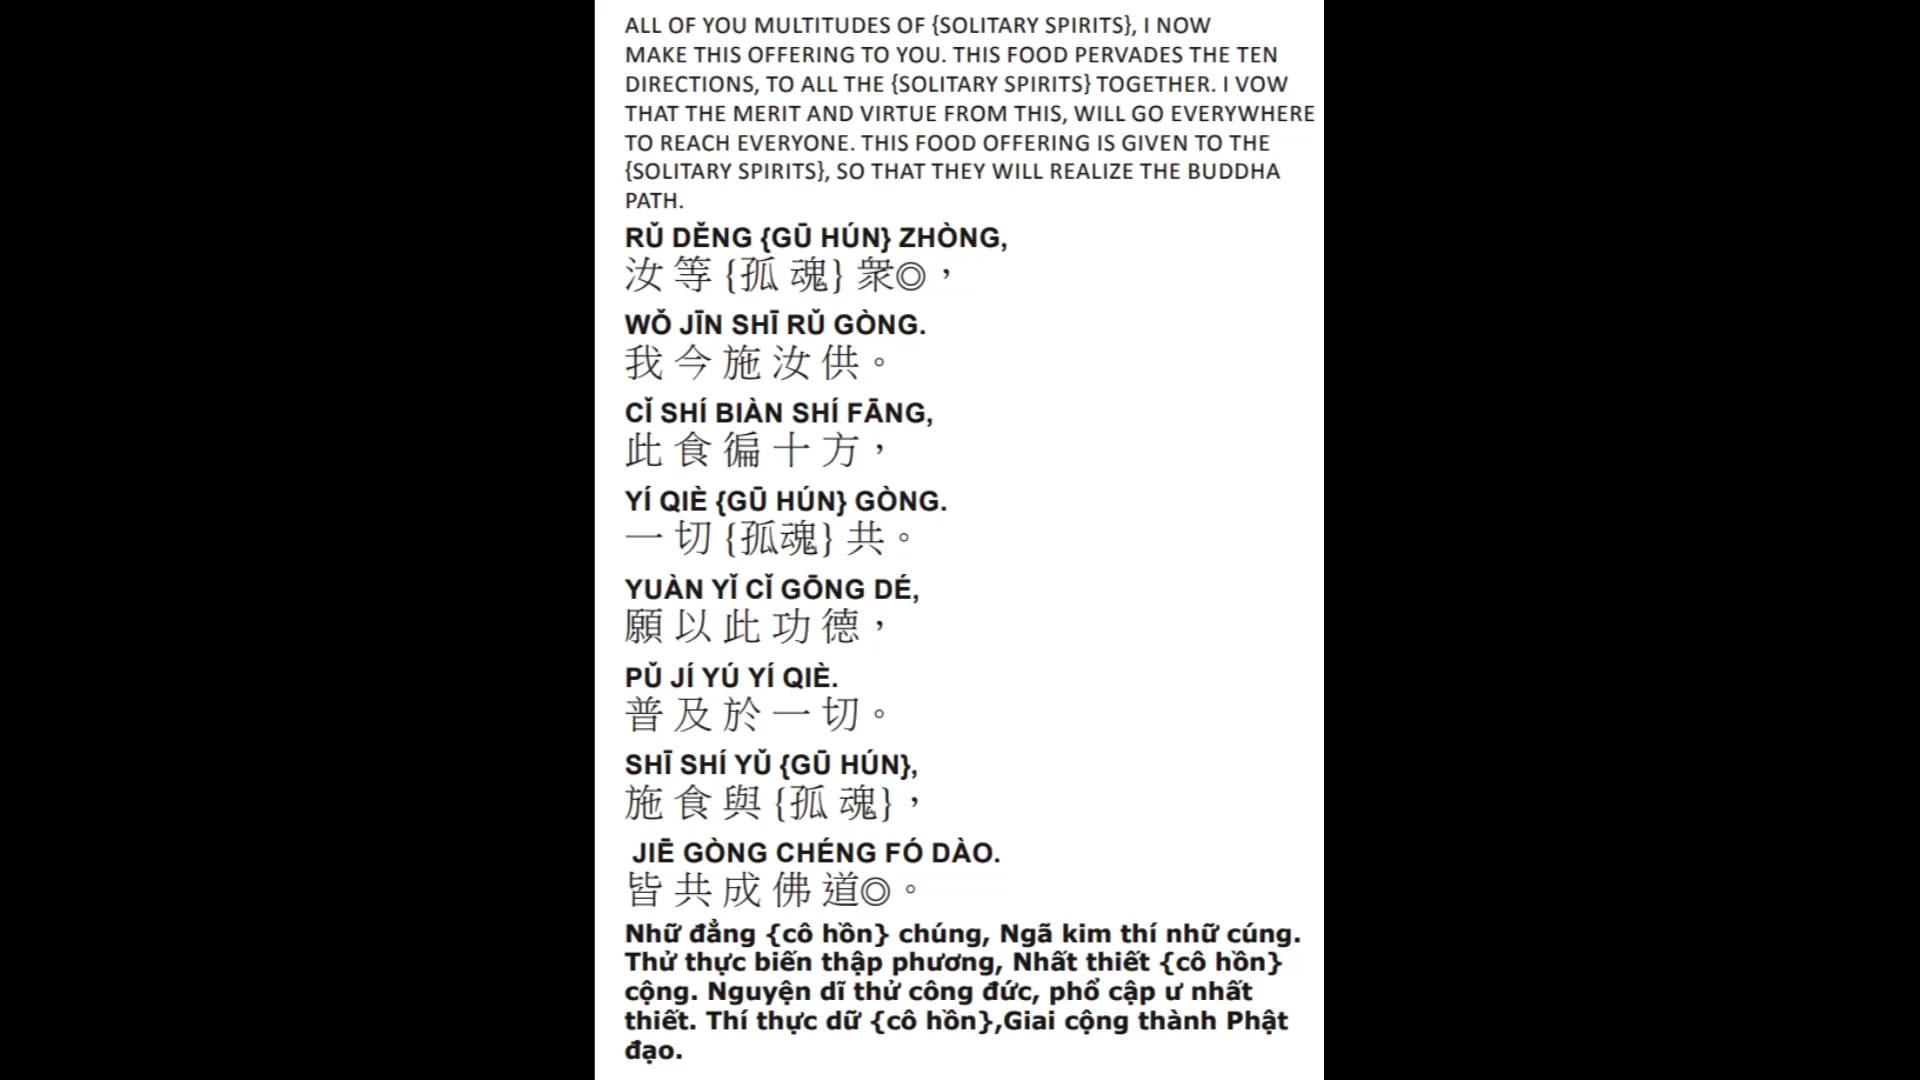 ALL OF YOU MULTITUDES OF {SOLITARY SPIRITS}, I NOW
MAKE THIS OFFERING TO YOU. THIS FOOD PERVADES THE TEN
DIRECTIONS, TO ALL THE {SOLITARY SPIRITS} TOGETHER. I VOW
THAT THE MERIT AND VIRTUE FROM THIS, WILL GO EVERYWHERE
TO REACH EVERYONE. THIS FOOD OFFERING IS GIVEN TO THE
{SOLITARY SPIRITS}, SO THAT THEY WILL REALIZE THE BUDDHA
PATH.
RǓ DĚNG {GŪ HÚN} ZHÒNG,
汝 等 {孤 魂} 衆◎，
WǑ JĪN SHĪ RǓ GÒNG.
我 今 施 汝 供。
CǏ SHÍ BIÀN SHÍ FĀNG,
此 食 徧 十 方，
YÍ QIÈ {GŪ HÚN} GÒNG.
一 切 {孤魂} 共。
YUÀN YǏ CǏ GŌNG DÉ,
願 以 此 功 德，
PǓ JÍ YÚ YÍ QIÈ.
普 及 於 一 切。
SHĪ SHÍ YǓ {GŪ HÚN},
施 食 與 {孤 魂}，
JIĒ GÒNG CHÉNG FÓ DÀO.
皆 共 成 佛 道◎。
Nhữ đẳng {cô hồn} chúng, Ngã kim thí nhữ cúng.
Thử thực biến thập phương, Nhất thiết {cô hồn}
cộng. Nguyện dĩ thử công đức, phổ cập ư nhất
thiết. Thí thực dữ {cô hồn},Giai cộng thành Phật
đạo.